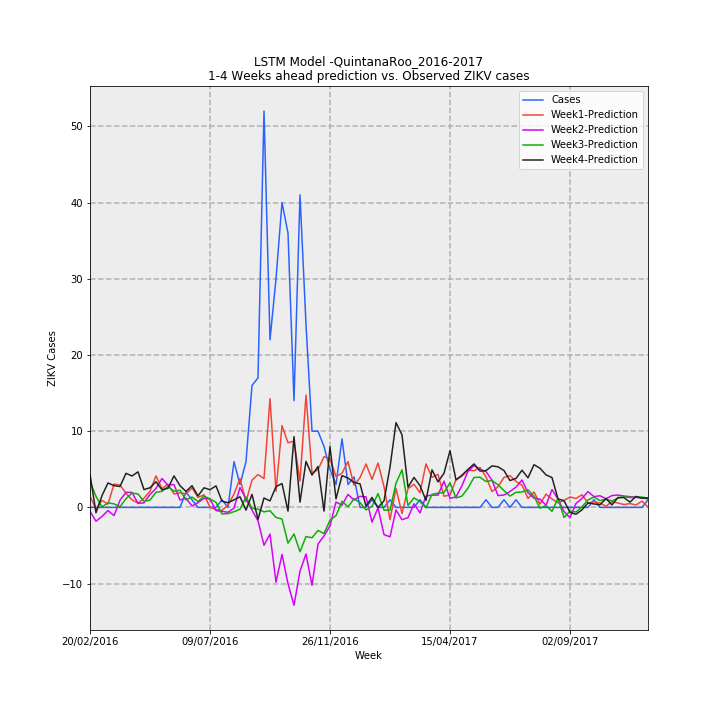 LSTM Model -QuintanaRoo_2016-2017
1-4 Weeks ahead prediction vs. Observed ZIKV cases
Cases
Week1-Prediction
Week2-Prediction
Week3-Prediction
Week4-Prediction
50
40
30
20
10
0
−10
ZIKV Cases
20/02/2016
09/07/2016
26/11/2016
15/04/2017
02/09/2017
Week